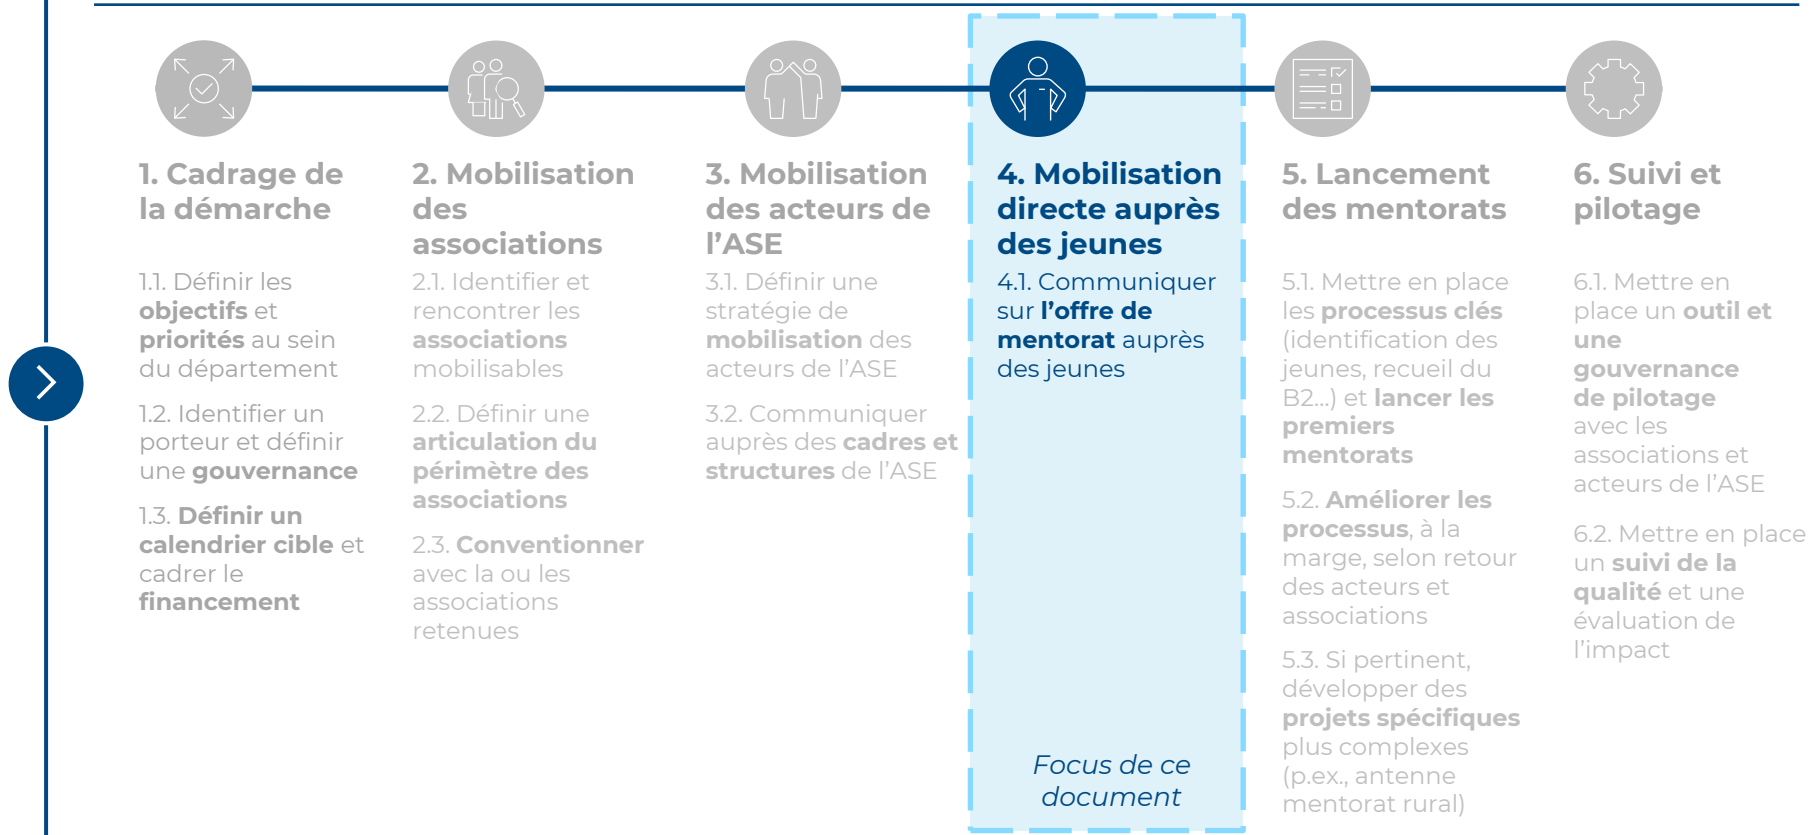 1. Cadrage de
la démarche
1.1. Définir les
objectifs et
priorités au sein
du département
1.2. Identifier un
porteur et définir
une gouvernance
1.3. Définir un
calendrier cible et
cadrer le
financement
2. Mobilisation
des
associations
2.1. Identifier et
rencontrer les
associations
mobilisables
2.2. Définir une
articulation du
périmètre des
associations
2.3. Conventionner
avec la ou les
associations
retenues
3. Mobilisation
des acteurs de
l’ASE
3.1. Définir une
stratégie de
mobilisation des
acteurs de l’ASE
3.2. Communiquer
auprès des cadres et
structures de l’ASE
4. Mobilisation
directe auprès
des jeunes
4.1. Communiquer
sur l’offre de
mentorat auprès
des jeunes
Focus de ce
document
5. Lancement
des mentorats
5.1. Mettre en place
les processus clés
(identification des
jeunes, recueil du
B2…) et lancer les
premiers
mentorats
5.2. Améliorer les
processus, à la
marge, selon retour
des acteurs et
associations
5.3. Si pertinent,
développer des
projets spécifiques
plus complexes
(p.ex., antenne
mentorat rural)
6. Suivi et
pilotage
6.1. Mettre en
place un outil et
une
gouvernance
de pilotage
avec les
associations et
acteurs de l’ASE
6.2. Mettre en place
un suivi de la
qualité et une
évaluation de
l’impact